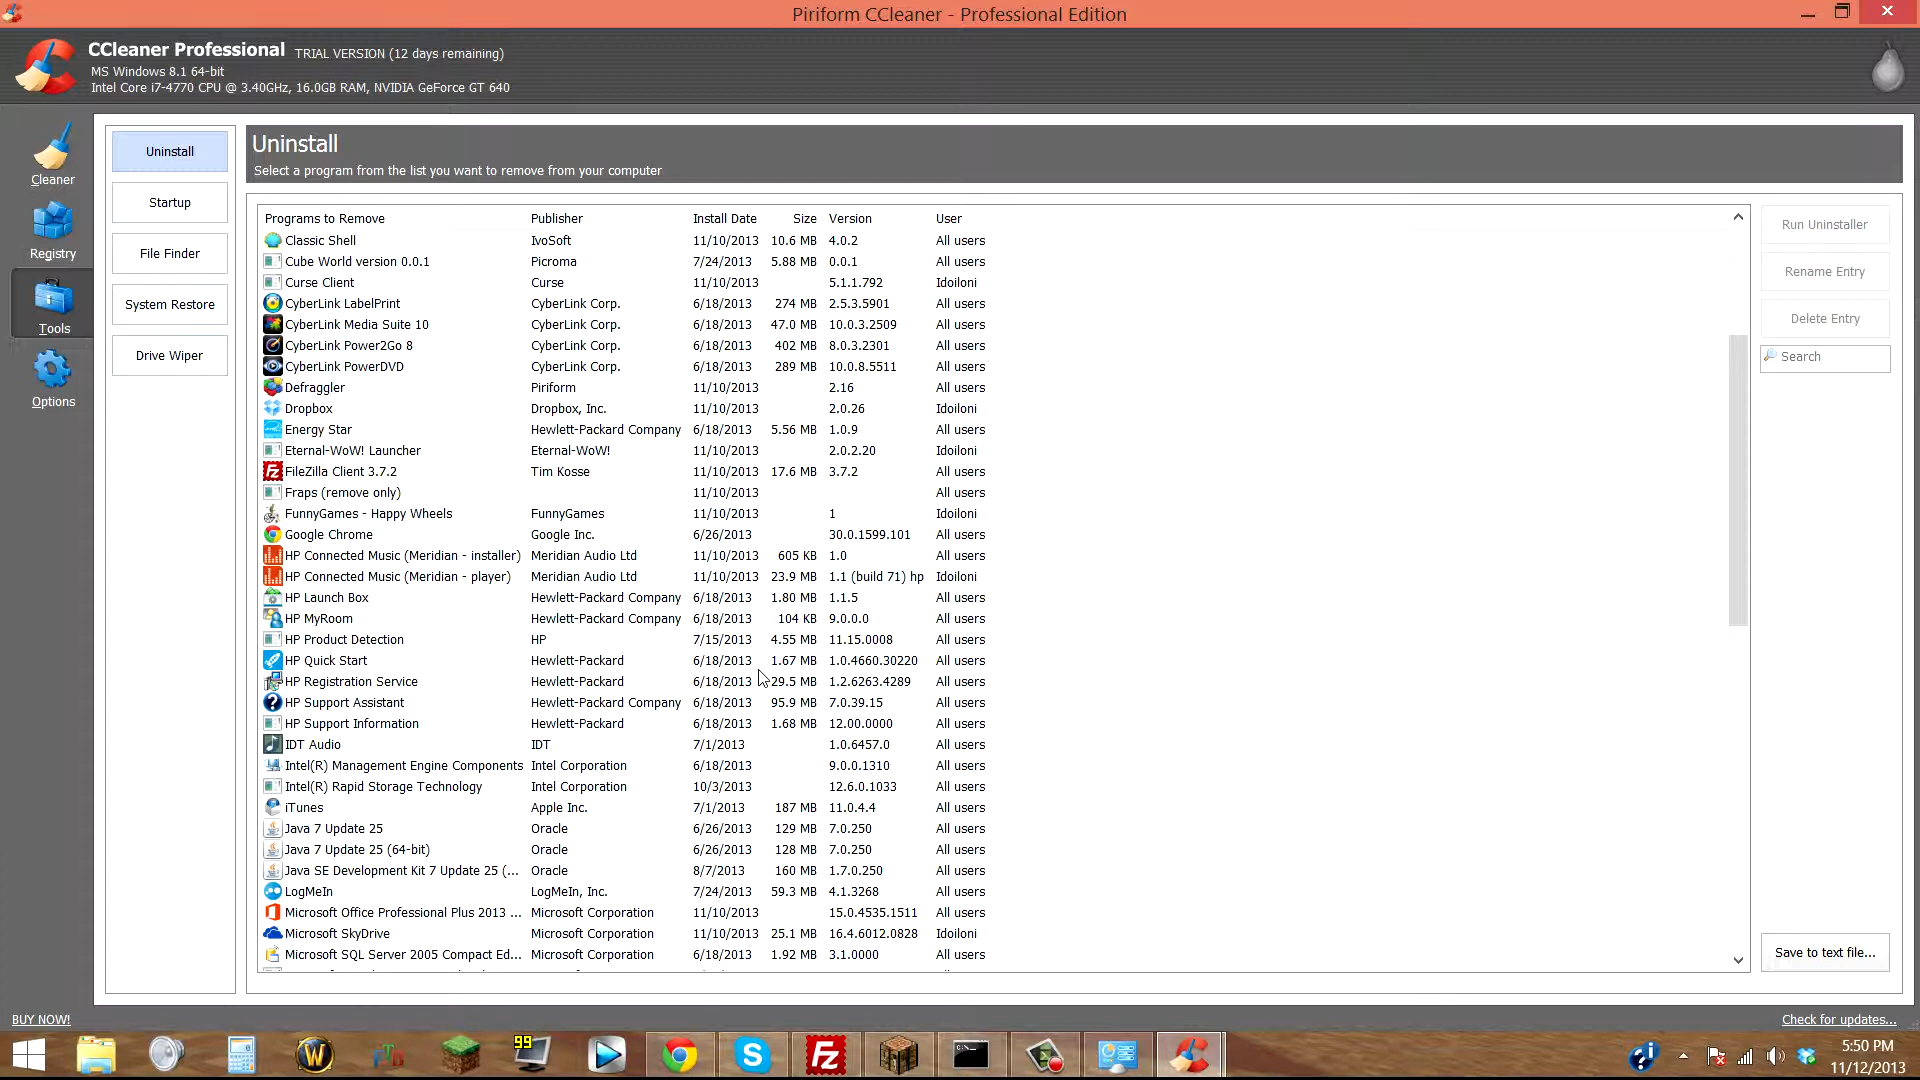 Piriform CCleaner - Professional Edition
CCleaner Professional TRIAL VERSION (12 days remaining)
MS Windows 8.1 64-bit
Intel Core i7-4770 CPU @ 3.40GHz, 16.0GB RAM, NVIDIA GeForce GT 640
Cleaner
Registry
Tools
Options
Uninstall
Startup
File Finder
System Restore
Drive Wiper
Uninstall
Select a program from the list you want to remove from your computer
Programs to Remove Publisher Install Date Size Version User
Classic Shell IvoSoft 11/10/2013 10.6 MB 4.0.2 All users
Cube World version 0.0.1 Picroma 7/24/2013 5.88 MB 0.0.1 All users
Curse Client Curse 11/10/2013 5.1.1.792 Idoiloni
CyberLink LabelPrint CyberLink Corp. 6/18/2013 274 MB 2.5.3.5901 All users
CyberLink Media Suite 10 CyberLink Corp. 6/18/2013 47.0 MB 10.0.3.2509 All users
CyberLink Power2Go 8 CyberLink Corp. 6/18/2013 402 MB 8.0.3.2301 All users
CyberLink PowerDVD CyberLink Corp. 6/18/2013 289 MB 10.0.8.5511 All users
Defraggler Piriform 11/10/2013 2.16 All users
Dropbox Dropbox, Inc. 11/10/2013 2.0.26 Idoiloni
Energy Star Hewlett-Packard Company 6/18/2013 5.56 MB 1.0.9 All users
Eternal-WoW! Launcher Eternal-WoW! 11/10/2013 2.0.2.20 Idoiloni
FileZilla Client 3.7.2 Tim Kosse 11/10/2013 17.6 MB 3.7.2 All users
Fraps (remove only) 11/10/2013 All users
FunnyGames - Happy Wheels FunnyGames 11/10/2013 1 Idoiloni
Google Chrome Google Inc. 6/26/2013 30.0.1599.101 All users
HP Connected Music (Meridian - installer) Meridian Audio Ltd 11/10/2013 605 KB 1.0 All users
HP Connected Music (Meridian - player) Meridian Audio Ltd 11/10/2013 23.9 MB 1.1 (build 71) hp Idoiloni
HP Launch Box Hewlett-Packard Company 6/18/2013 1.80 MB 1.1.5 All users
HP MyRoom Hewlett-Packard Company 6/18/2013 104 KB 9.0.0.0 All users
HP Product Detection HP 7/15/2013 4.55 MB 11.15.0008 All users
HP Quick Start Hewlett-Packard 6/18/2013 1.67 MB 1.0.4660.30220 All users
HP Registration Service Hewlett-Packard 6/18/2013 29.5 MB 1.2.6263.4289 All users
HP Support Assistant Hewlett-Packard Company 6/18/2013 95.9 MB 7.0.39.15 All users
HP Support Information Hewlett-Packard 6/18/2013 1.68 MB 12.00.0000 All users
IDT Audio IDT 7/1/2013 1.0.6457.0 All users
Intel(R) Management Engine Components Intel Corporation 6/18/2013 9.0.0.1310 All users
Intel(R) Rapid Storage Technology Intel Corporation 10/3/2013 12.6.0.1033 All users
iTunes Apple Inc. 7/1/2013 187 MB 11.0.4.4 All users
Java 7 Update 25 Oracle 6/26/2013 129 MB 7.0.250 All users
Java 7 Update 25 (64-bit) Oracle 6/26/2013 128 MB 7.0.250 All users
Java SE Development Kit 7 Update 25 (... Oracle 8/7/2013 160 MB 1.7.0.250 All users
LogMeIn LogMeIn, Inc. 7/24/2013 59.3 MB 4.1.3268 All users
Microsoft Office Professional Plus 2013 ... Microsoft Corporation 11/10/2013 15.0.4535.1511 All users
Microsoft SkyDrive Microsoft Corporation 11/10/2013 25.1 MB 16.4.6012.0828 Idoiloni
Microsoft SQL Server 2005 Compact Ed... Microsoft Corporation 6/18/2013 1.92 MB 3.1.0000 All users
Run Uninstaller
Rename Entry
Delete Entry
Search
Save to text file...
BUY NOW!
Check for updates...
99
5:50 PM
11/12/2013